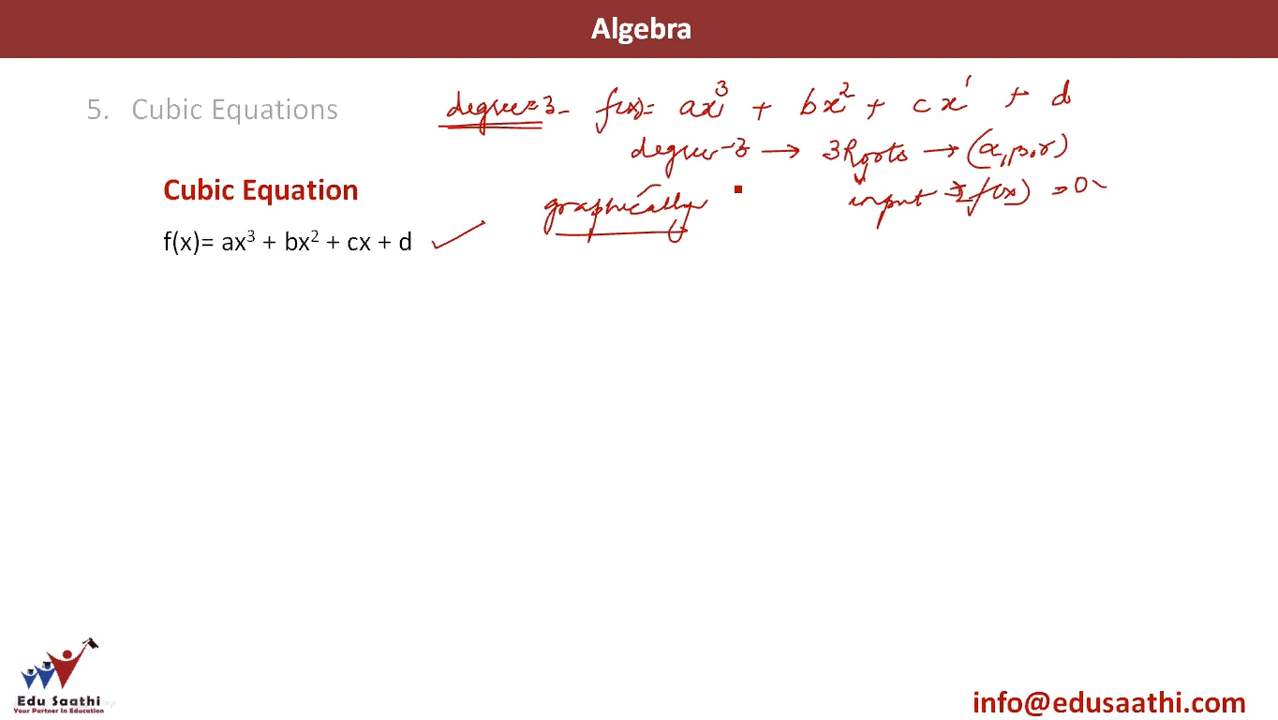 Algebra
5. Cubic Equations
degree=3- f(x)= ax³ + bx² + cx¹ + d
degree-3 → 3 Roots → (α, β, γ)
Cubic Equation
graphically
input f(x) = 0
f(x)= ax³ + bx² + cx + d
Edu Saathi
Your Partner In Education
info@edusaathi.com